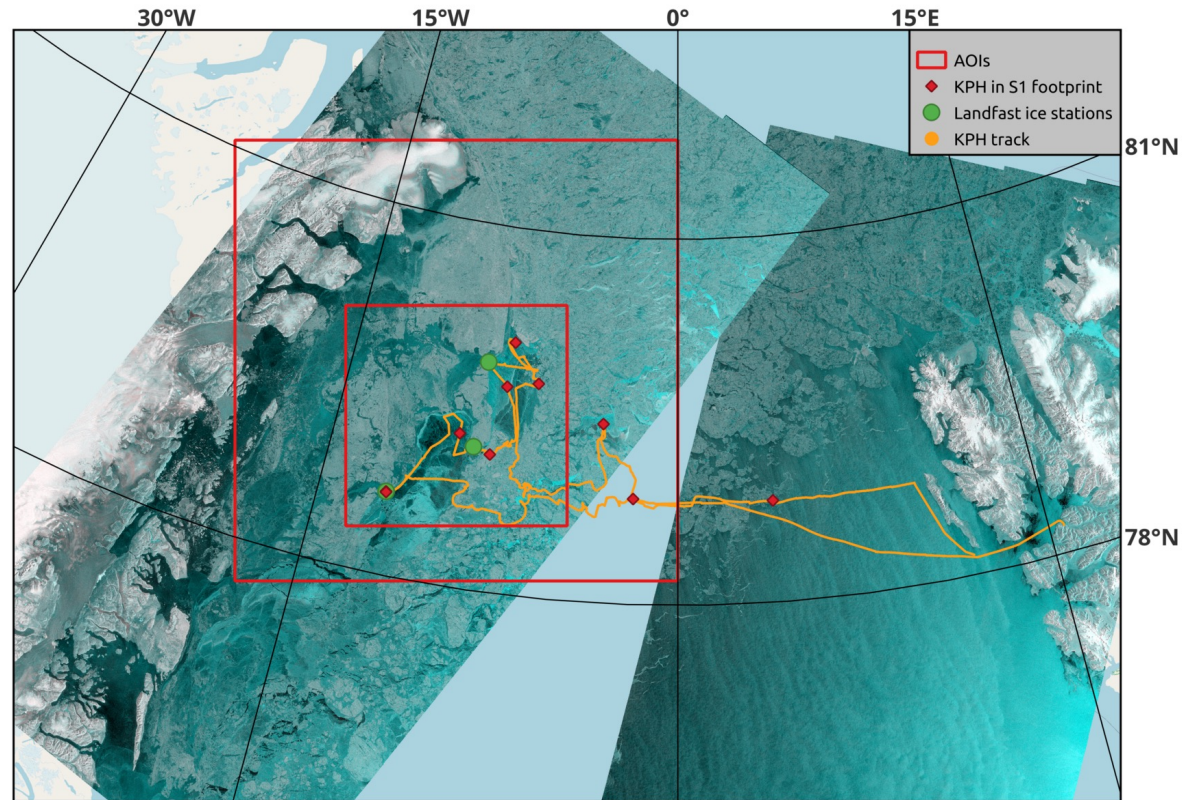 30°W 15°W 0° 15°E
AOIs
KPH in S1 footprint
Landfast ice stations
KPH track
81°N
78°N